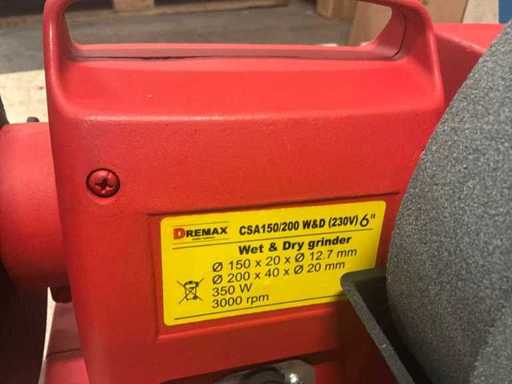 DREMAX CSA150/200 W&D (230V) 6"
Wet & Dry grinder
Ø 150 x 20 x Ø 12.7 mm
Ø 200 x 40 x Ø 20 mm
350 W
3000 rpm